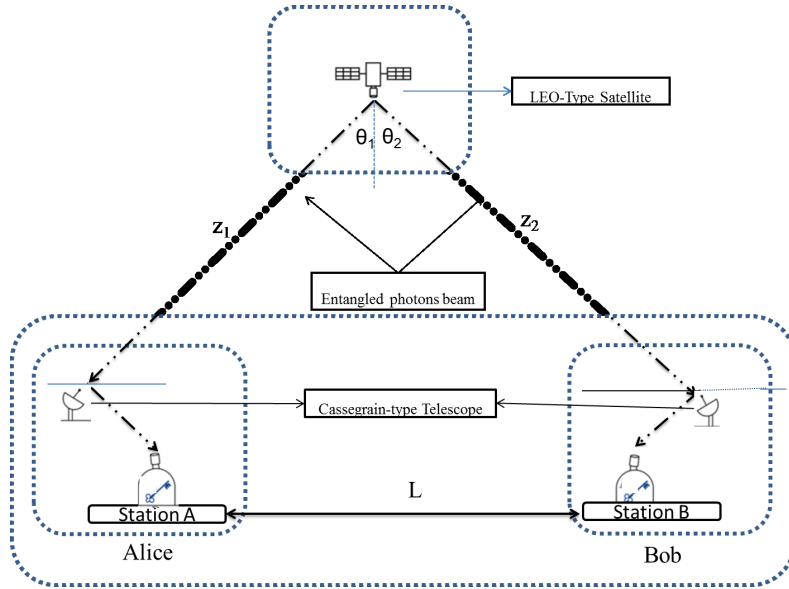 LEO-Type Satellite
θ1 θ2
z1
z2
Entangled photons beam
Cassegrain-type Telescope
L
Station A
Station B
Alice
Bob